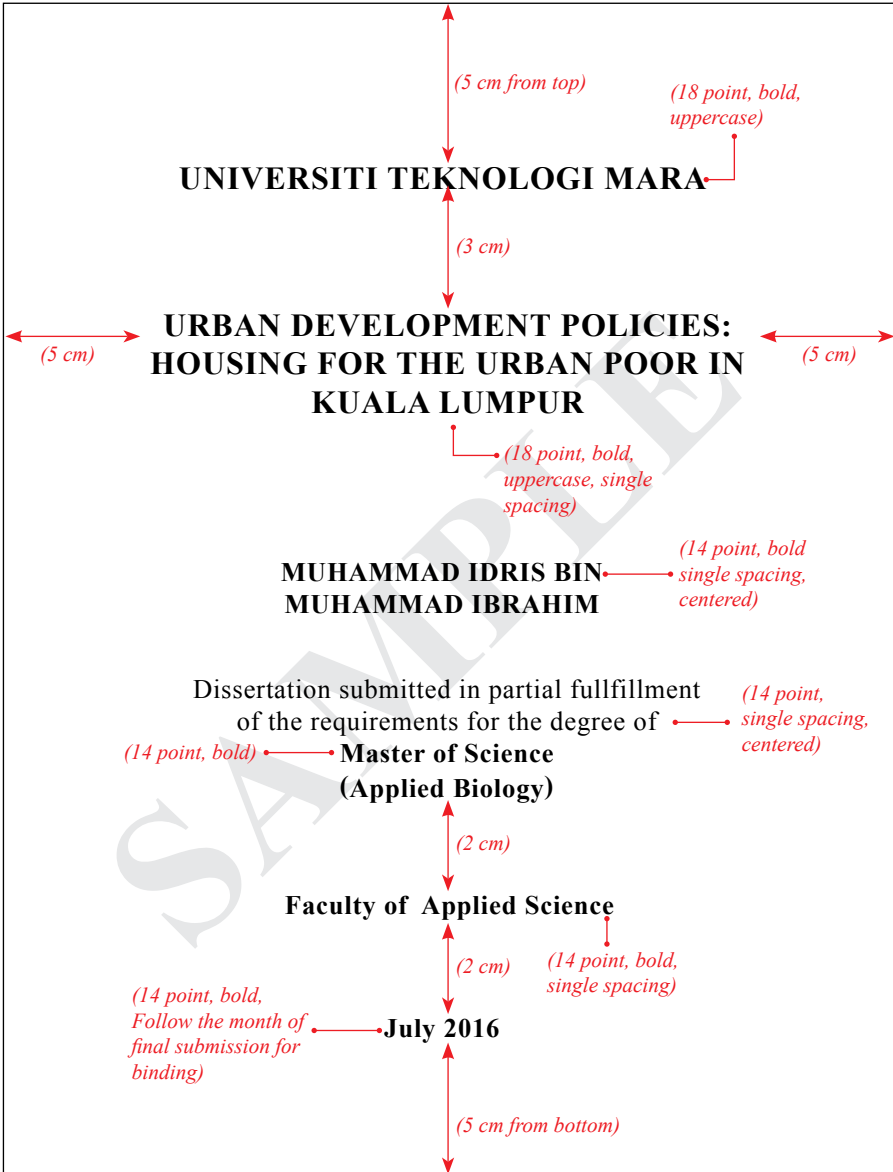 (5 cm from top)
(18 point, bold,
uppercase)
UNIVERSITI TEKNOLOGI MARA
(3 cm)
URBAN DEVELOPMENT POLICIES:
HOUSING FOR THE URBAN POOR IN
KUALA LUMPUR
(5 cm)
(5 cm)
(18 point, bold,
uppercase, single
spacing)
MUHAMMAD IDRIS BIN
MUHAMMAD IBRAHIM
(14 point, bold
single spacing,
centered)
Dissertation submitted in partial fullfillment
of the requirements for the degree of
(14 point,
single spacing,
centered)
(14 point, bold)
Master of Science
(Applied Biology)
(2 cm)
Faculty of Applied Science
(14 point, bold,
single spacing)
(2 cm)
(14 point, bold,
Follow the month of
final submission for
binding)
July 2016
(5 cm from bottom)
SAMPLE